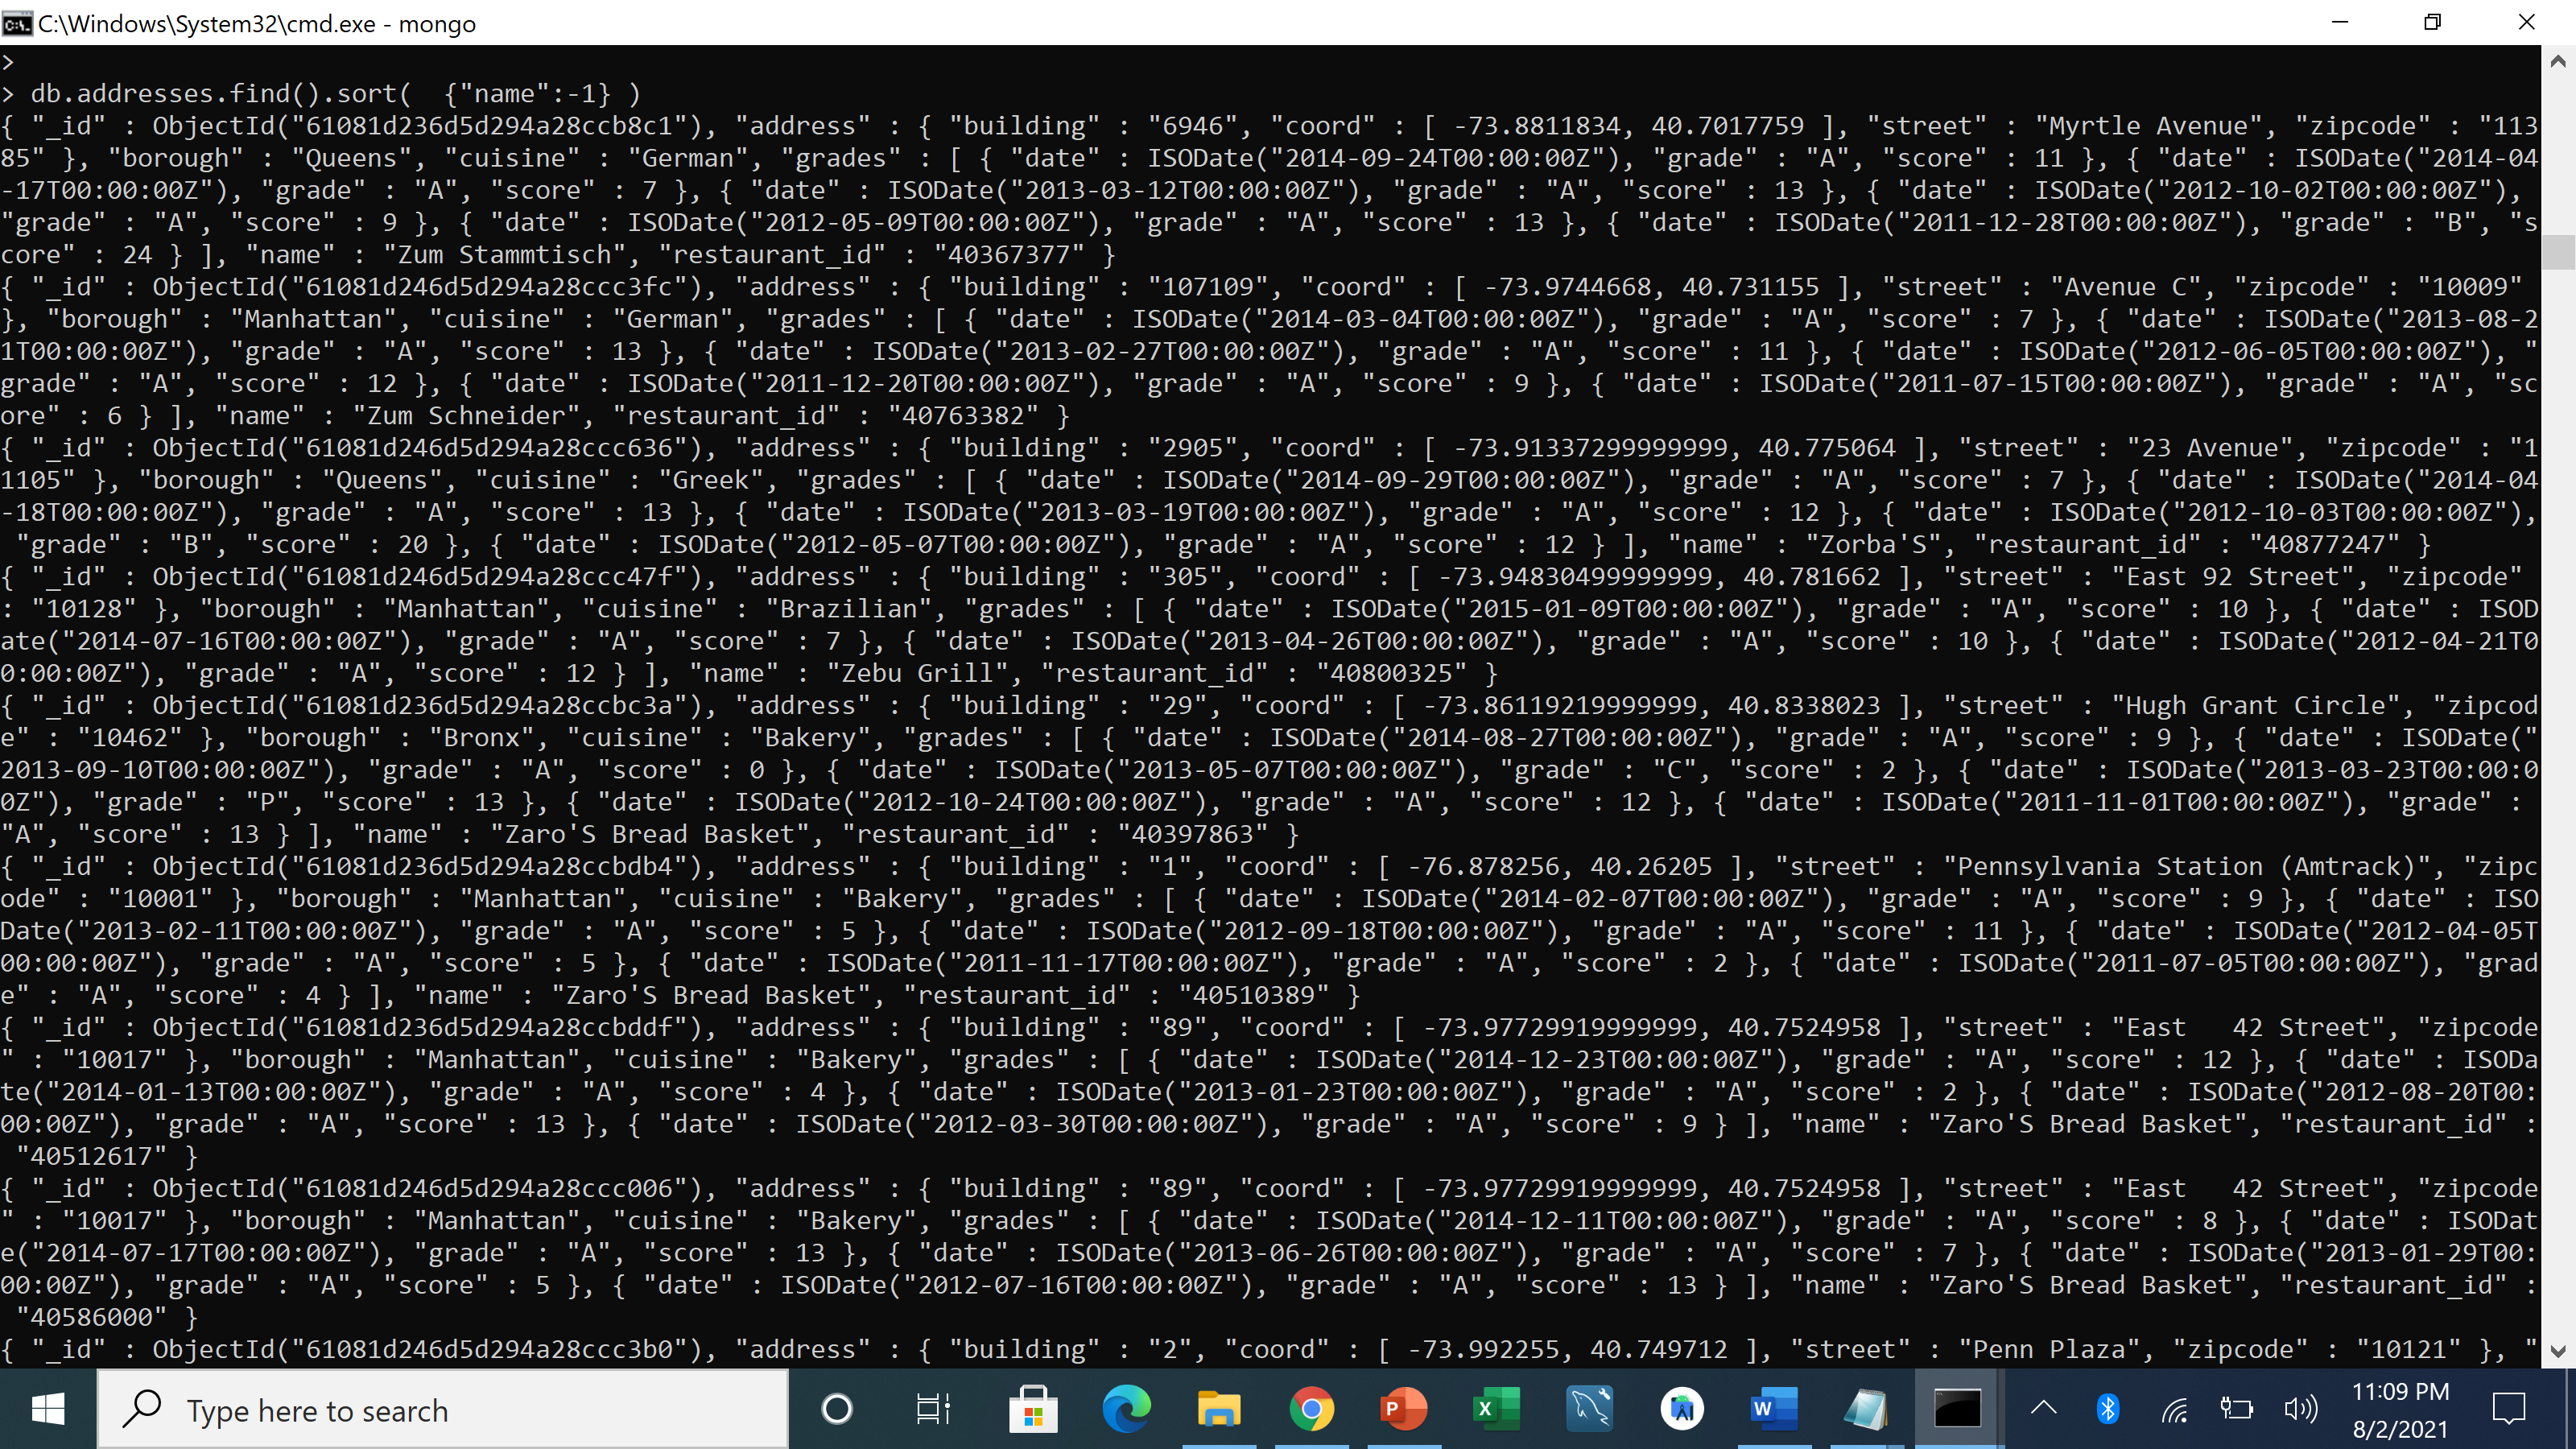 C:\Windows\System32\cmd.exe - mongo
>
> db.addresses.find().sort(  {"name":-1} )
{ "_id" : ObjectId("61081d236d5d294a28ccb8c1"), "address" : { "building" : "6946", "coord" : [ -73.8811834, 40.7017759 ], "street" : "Myrtle Avenue", "zipcode" : "113
85" }, "borough" : "Queens", "cuisine" : "German", "grades" : [ { "date" : ISODate("2014-09-24T00:00:00Z"), "grade" : "A", "score" : 11 }, { "date" : ISODate("2014-04
-17T00:00:00Z"), "grade" : "A", "score" : 7 }, { "date" : ISODate("2013-03-12T00:00:00Z"), "grade" : "A", "score" : 13 }, { "date" : ISODate("2012-10-02T00:00:00Z"),
"grade" : "A", "score" : 9 }, { "date" : ISODate("2012-05-09T00:00:00Z"), "grade" : "A", "score" : 13 }, { "date" : ISODate("2011-12-28T00:00:00Z"), "grade" : "B", "s
core" : 24 } ], "name" : "Zum Stammtisch", "restaurant_id" : "40367377" }
{ "_id" : ObjectId("61081d246d5d294a28ccc3fc"), "address" : { "building" : "107109", "coord" : [ -73.9744668, 40.731155 ], "street" : "Avenue C", "zipcode" : "10009"
}, "borough" : "Manhattan", "cuisine" : "German", "grades" : [ { "date" : ISODate("2014-03-04T00:00:00Z"), "grade" : "A", "score" : 7 }, { "date" : ISODate("2013-08-2
1T00:00:00Z"), "grade" : "A", "score" : 13 }, { "date" : ISODate("2013-02-27T00:00:00Z"), "grade" : "A", "score" : 11 }, { "date" : ISODate("2012-06-05T00:00:00Z"), "
grade" : "A", "score" : 12 }, { "date" : ISODate("2011-12-20T00:00:00Z"), "grade" : "A", "score" : 9 }, { "date" : ISODate("2011-07-15T00:00:00Z"), "grade" : "A", "sc
ore" : 6 } ], "name" : "Zum Schneider", "restaurant_id" : "40763382" }
{ "_id" : ObjectId("61081d246d5d294a28ccc636"), "address" : { "building" : "2905", "coord" : [ -73.91337299999999, 40.775064 ], "street" : "23 Avenue", "zipcode" : "1
1105" }, "borough" : "Queens", "cuisine" : "Greek", "grades" : [ { "date" : ISODate("2014-09-29T00:00:00Z"), "grade" : "A", "score" : 7 }, { "date" : ISODate("2014-04
-18T00:00:00Z"), "grade" : "A", "score" : 13 }, { "date" : ISODate("2013-03-19T00:00:00Z"), "grade" : "A", "score" : 12 }, { "date" : ISODate("2012-10-03T00:00:00Z"),
 "grade" : "B", "score" : 20 }, { "date" : ISODate("2012-05-07T00:00:00Z"), "grade" : "A", "score" : 12 } ], "name" : "Zorba'S", "restaurant_id" : "40877247" }
{ "_id" : ObjectId("61081d246d5d294a28ccc47f"), "address" : { "building" : "305", "coord" : [ -73.94830499999999, 40.781662 ], "street" : "East 92 Street", "zipcode"
: "10128" }, "borough" : "Manhattan", "cuisine" : "Brazilian", "grades" : [ { "date" : ISODate("2015-01-09T00:00:00Z"), "grade" : "A", "score" : 10 }, { "date" : ISOD
ate("2014-07-16T00:00:00Z"), "grade" : "A", "score" : 7 }, { "date" : ISODate("2013-04-26T00:00:00Z"), "grade" : "A", "score" : 10 }, { "date" : ISODate("2012-04-21T0
0:00:00Z"), "grade" : "A", "score" : 12 } ], "name" : "Zebu Grill", "restaurant_id" : "40800325" }
{ "_id" : ObjectId("61081d236d5d294a28ccbc3a"), "address" : { "building" : "29", "coord" : [ -73.86119219999999, 40.8338023 ], "street" : "Hugh Grant Circle", "zipcod
e" : "10462" }, "borough" : "Bronx", "cuisine" : "Bakery", "grades" : [ { "date" : ISODate("2014-08-27T00:00:00Z"), "grade" : "A", "score" : 9 }, { "date" : ISODate("
2013-09-10T00:00:00Z"), "grade" : "A", "score" : 0 }, { "date" : ISODate("2013-05-07T00:00:00Z"), "grade" : "C", "score" : 2 }, { "date" : ISODate("2013-03-23T00:00:0
0Z"), "grade" : "P", "score" : 13 }, { "date" : ISODate("2012-10-24T00:00:00Z"), "grade" : "A", "score" : 12 }, { "date" : ISODate("2011-11-01T00:00:00Z"), "grade" :
"A", "score" : 13 } ], "name" : "Zaro'S Bread Basket", "restaurant_id" : "40397863" }
{ "_id" : ObjectId("61081d236d5d294a28ccbdb4"), "address" : { "building" : "1", "coord" : [ -76.878256, 40.26205 ], "street" : "Pennsylvania Station (Amtrack)", "zipc
ode" : "10001" }, "borough" : "Manhattan", "cuisine" : "Bakery", "grades" : [ { "date" : ISODate("2014-02-07T00:00:00Z"), "grade" : "A", "score" : 9 }, { "date" : ISO
Date("2013-02-11T00:00:00Z"), "grade" : "A", "score" : 5 }, { "date" : ISODate("2012-09-18T00:00:00Z"), "grade" : "A", "score" : 11 }, { "date" : ISODate("2012-04-05T
00:00:00Z"), "grade" : "A", "score" : 5 }, { "date" : ISODate("2011-11-17T00:00:00Z"), "grade" : "A", "score" : 2 }, { "date" : ISODate("2011-07-05T00:00:00Z"), "grad
e" : "A", "score" : 4 } ], "name" : "Zaro'S Bread Basket", "restaurant_id" : "40510389" }
{ "_id" : ObjectId("61081d236d5d294a28ccbddf"), "address" : { "building" : "89", "coord" : [ -73.97729919999999, 40.7524958 ], "street" : "East   42 Street", "zipcode
" : "10017" }, "borough" : "Manhattan", "cuisine" : "Bakery", "grades" : [ { "date" : ISODate("2014-12-23T00:00:00Z"), "grade" : "A", "score" : 12 }, { "date" : ISODa
te("2014-01-13T00:00:00Z"), "grade" : "A", "score" : 4 }, { "date" : ISODate("2013-01-23T00:00:00Z"), "grade" : "A", "score" : 2 }, { "date" : ISODate("2012-08-20T00:
00:00Z"), "grade" : "A", "score" : 13 }, { "date" : ISODate("2012-03-30T00:00:00Z"), "grade" : "A", "score" : 9 } ], "name" : "Zaro'S Bread Basket", "restaurant_id" :
 "40512617" }
{ "_id" : ObjectId("61081d246d5d294a28ccc006"), "address" : { "building" : "89", "coord" : [ -73.97729919999999, 40.7524958 ], "street" : "East   42 Street", "zipcode
" : "10017" }, "borough" : "Manhattan", "cuisine" : "Bakery", "grades" : [ { "date" : ISODate("2014-12-11T00:00:00Z"), "grade" : "A", "score" : 8 }, { "date" : ISODat
e("2014-07-17T00:00:00Z"), "grade" : "A", "score" : 13 }, { "date" : ISODate("2013-06-26T00:00:00Z"), "grade" : "A", "score" : 7 }, { "date" : ISODate("2013-01-29T00:
00:00Z"), "grade" : "A", "score" : 5 }, { "date" : ISODate("2012-07-16T00:00:00Z"), "grade" : "A", "score" : 13 } ], "name" : "Zaro'S Bread Basket", "restaurant_id" :
 "40586000" }
{ "_id" : ObjectId("61081d246d5d294a28ccc3b0"), "address" : { "building" : "2", "coord" : [ -73.992255, 40.749712 ], "street" : "Penn Plaza", "zipcode" : "10121" }, "
Type here to search
11:09 PM
8/2/2021